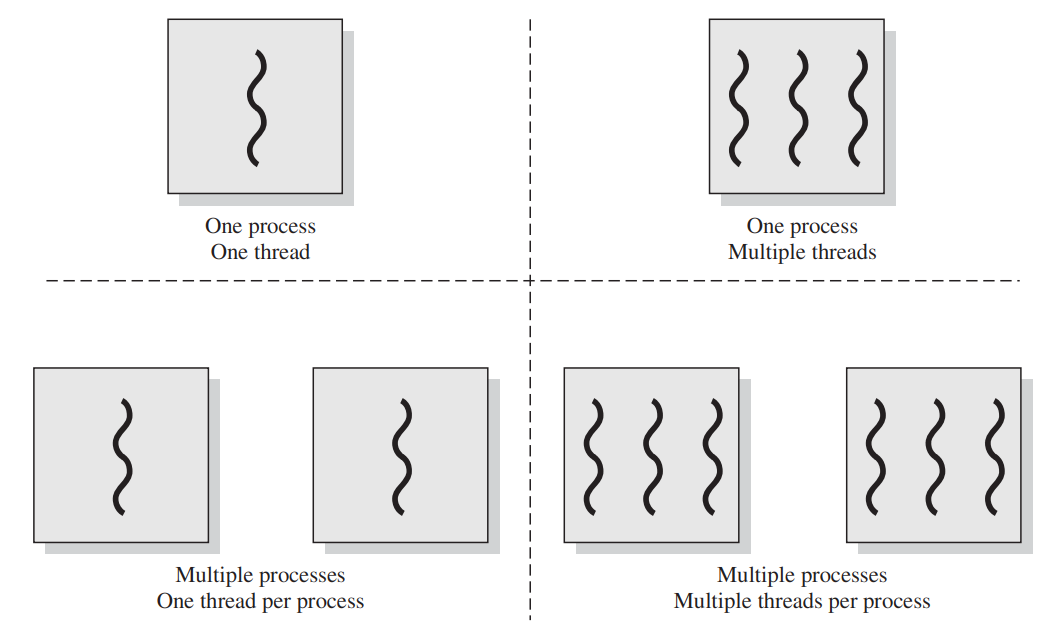 One process
One thread
One process
Multiple threads
Multiple processes
One thread per process
Multiple processes
Multiple threads per process